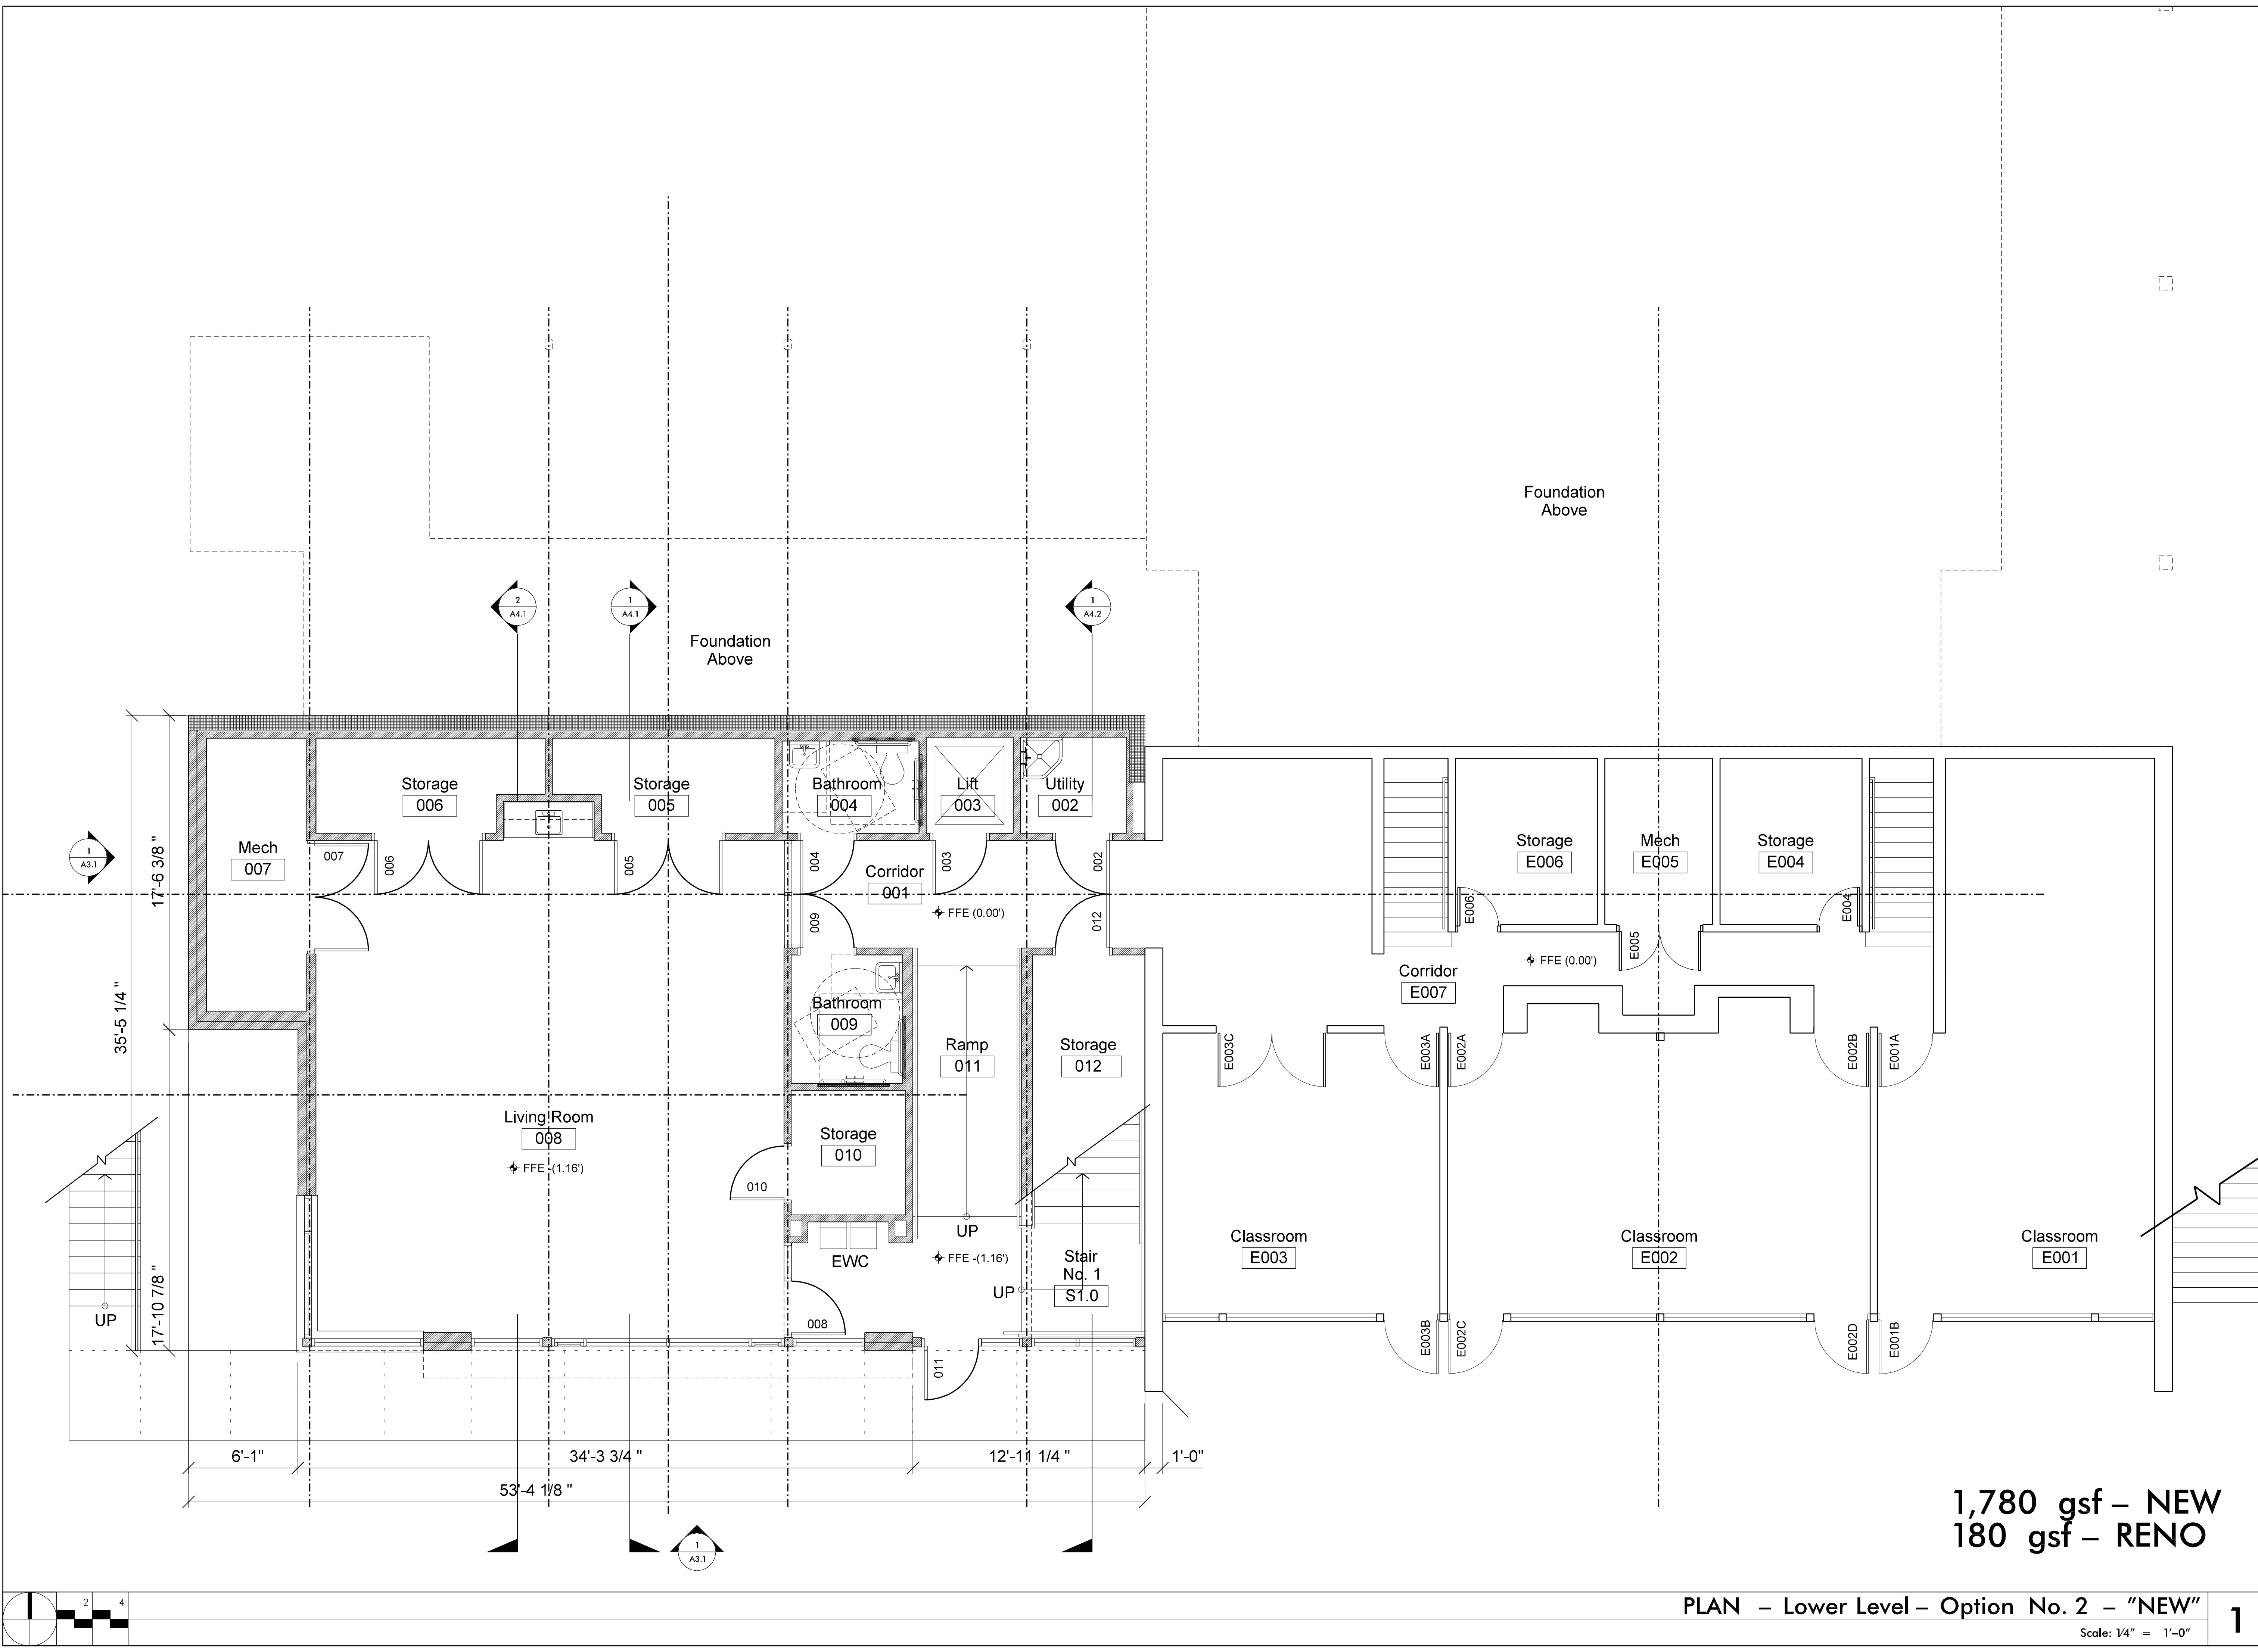 Foundation
Above
2
A4.1
1
A4.1
1
A4.2
Foundation
Above
Storage
006
Storage
005
Bathroom
004
Lift
003
Utility
002
1
A3.1
Mech
007
007
006
005
004
003
002
Corridor
001
FFE (0.00')
009
012
17'-6 3/8 "
35'-5 1/4 "
17'-10 7/8 "
Storage
E006
Mech
E005
Storage
E004
E006
E005
E004
FFE (0.00')
Corridor
E007
Bathroom
009
Ramp
011
Storage
012
E003C
E003A
E002A
E002B
E001A
Living Room
008
FFE -(1.16')
Storage
010
010
UP
EWC
FFE -(1.16')
Stair
No. 1
S1.0
UP
UP
008
011
Classroom
E003
Classroom
E002
Classroom
E001
E003B
E002C
E002D
E001B
6'-1"
34'-3 3/4 "
12'-11 1/4 "
1'-0"
53'-4 1/8 "
1
A3.1
1,780 gsf – NEW
180 gsf – RENO
2 4
PLAN – Lower Level – Option No. 2 – "NEW"
Scale: 1/4" = 1'–0"
1